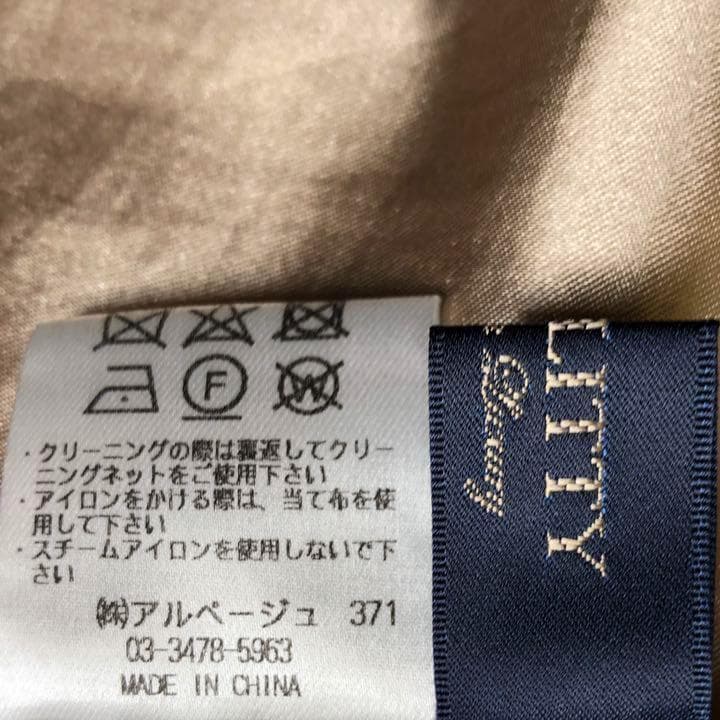 F W
・クリーニングの際は裏返してクリー
ニングネットをご使用下さい
・アイロンをかける際は、当て布を使
用して下さい
・スチームアイロンを使用しないで下
さい
㈱アルページュ 371
03-3478-5963
MADE IN CHINA
LITTY